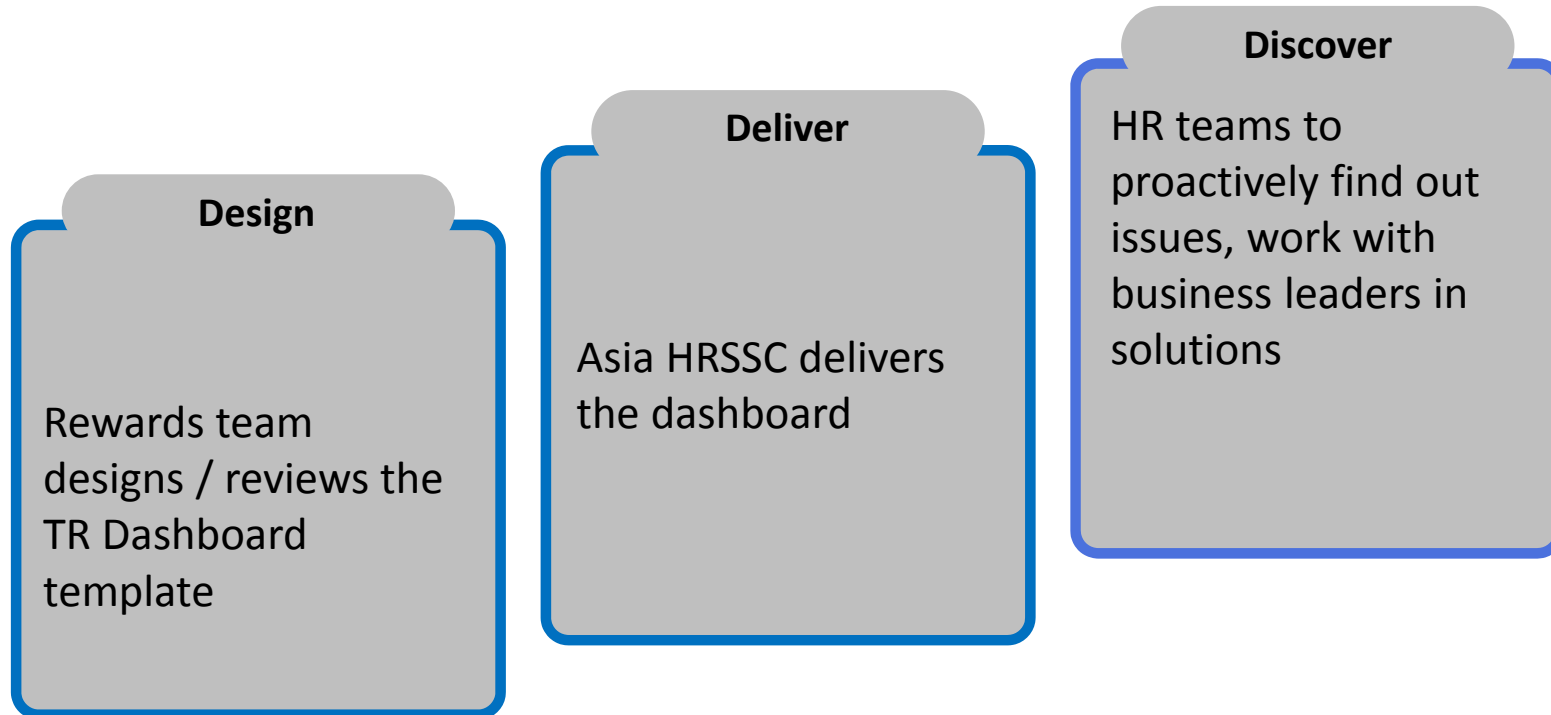 Design
Rewards team
designs / reviews the
TR Dashboard
template
Deliver
Asia HRSSC delivers
the dashboard
Discover
HR teams to
proactively find out
issues, work with
business leaders in
solutions